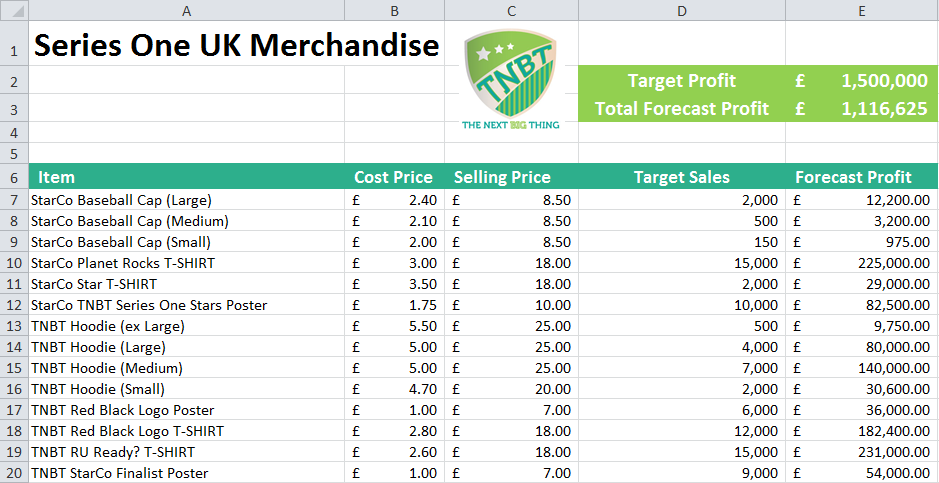 A B C D E
1 Series One UK Merchandise
TNBT
THE NEXT BIG THING
2 Target Profit £ 1,500,000
3 Total Forecast Profit £ 1,116,625
4
5
6 Item Cost Price Selling Price Target Sales Forecast Profit
7 StarCo Baseball Cap (Large) £ 2.40 £ 8.50 2,000 £ 12,200.00
8 StarCo Baseball Cap (Medium) £ 2.10 £ 8.50 500 £ 3,200.00
9 StarCo Baseball Cap (Small) £ 2.00 £ 8.50 150 £ 975.00
10 StarCo Planet Rocks T-SHIRT £ 3.00 £ 18.00 15,000 £ 225,000.00
11 StarCo Star T-SHIRT £ 3.50 £ 18.00 2,000 £ 29,000.00
12 StarCo TNBT Series One Stars Poster £ 1.75 £ 10.00 10,000 £ 82,500.00
13 TNBT Hoodie (ex Large) £ 5.50 £ 25.00 500 £ 9,750.00
14 TNBT Hoodie (Large) £ 5.00 £ 25.00 4,000 £ 80,000.00
15 TNBT Hoodie (Medium) £ 5.00 £ 25.00 7,000 £ 140,000.00
16 TNBT Hoodie (Small) £ 4.70 £ 20.00 2,000 £ 30,600.00
17 TNBT Red Black Logo Poster £ 1.00 £ 7.00 6,000 £ 36,000.00
18 TNBT Red Black Logo T-SHIRT £ 2.80 £ 18.00 12,000 £ 182,400.00
19 TNBT RU Ready? T-SHIRT £ 2.60 £ 18.00 15,000 £ 231,000.00
20 TNBT StarCo Finalist Poster £ 1.00 £ 7.00 9,000 £ 54,000.00